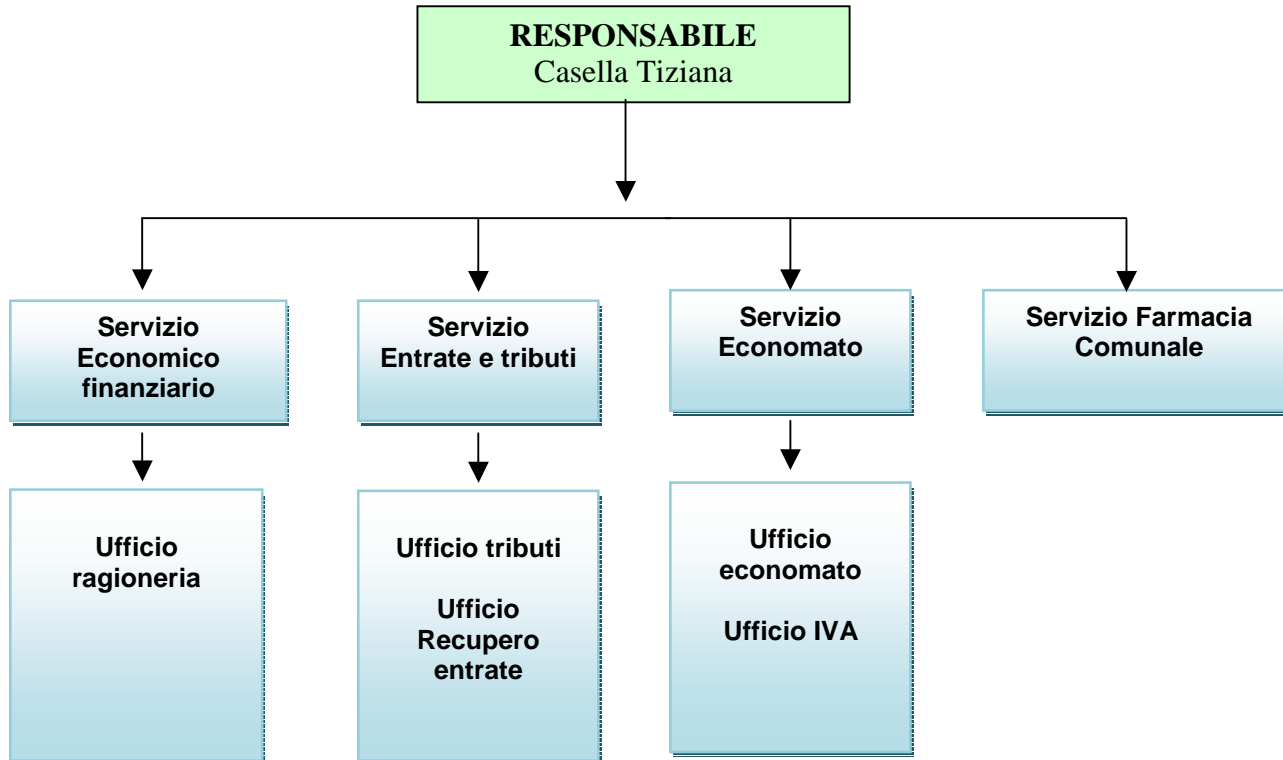 RESPONSABILE
Casella Tiziana
Servizio
Economico
finanziario
Servizio
Entrate e tributi
Servizio
Economato
Servizio Farmacia
Comunale
Ufficio
ragioneria
Ufficio tributi
Ufficio
Recupero
entrate
Ufficio
economato
Ufficio IVA